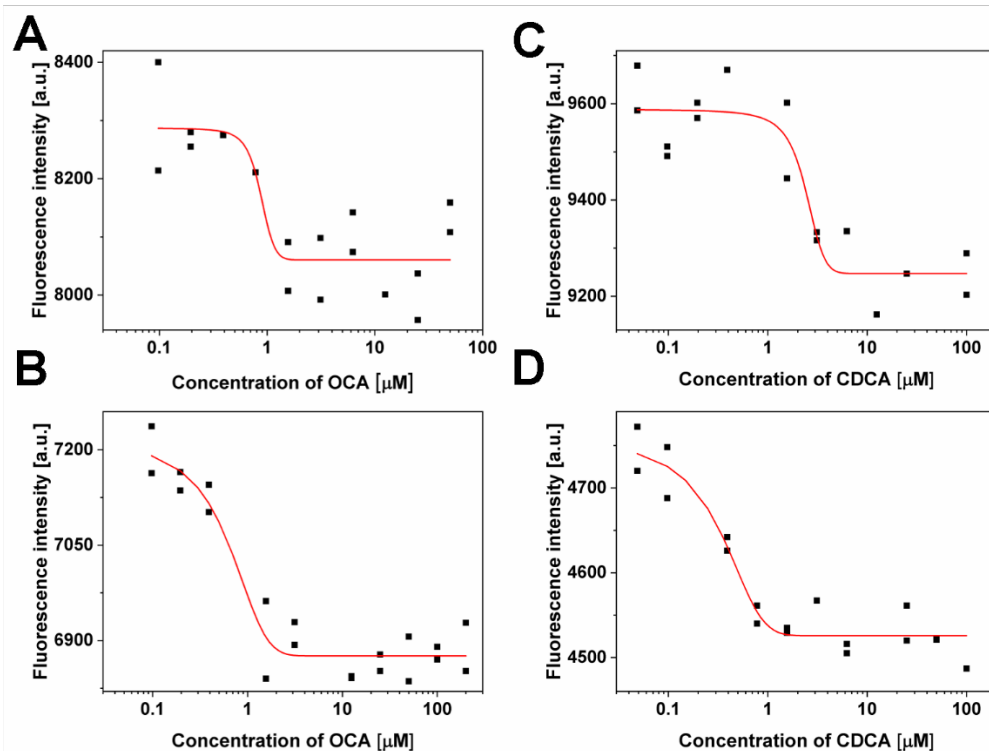 A
Fluorescence intensity [a.u.]
8400
8200
8000
0.1 1 10 100
Concentration of OCA [μM]
B
Fluorescence intensity [a.u.]
7200
7050
6900
0.1 1 10 100
Concentration of OCA [μM]
C
Fluorescence intensity [a.u.]
9600
9400
9200
0.1 1 10 100
Concentration of CDCA [μM]
D
Fluorescence intensity [a.u.]
4700
4600
4500
0.1 1 10 100
Concentration of CDCA [μM]